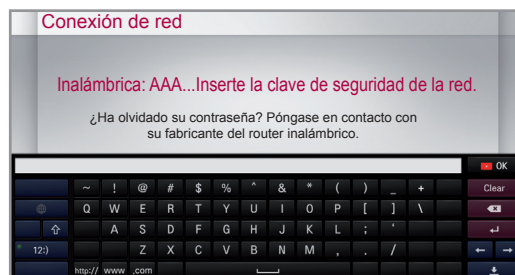 Conexión de red
Inalámbrica: AAA...Inserte la clave de seguridad de la red.
¿Ha olvidado su contraseña? Póngase en contacto con
su fabricante del router inalámbrico.
OK
~ ! @ # $ % ^ & * ( ) _ + Clear
Q W E R T Y U I O P [ ] \
A S D F G H J K L ; '
12:) Z X C V B N M , . /
http:// www .com